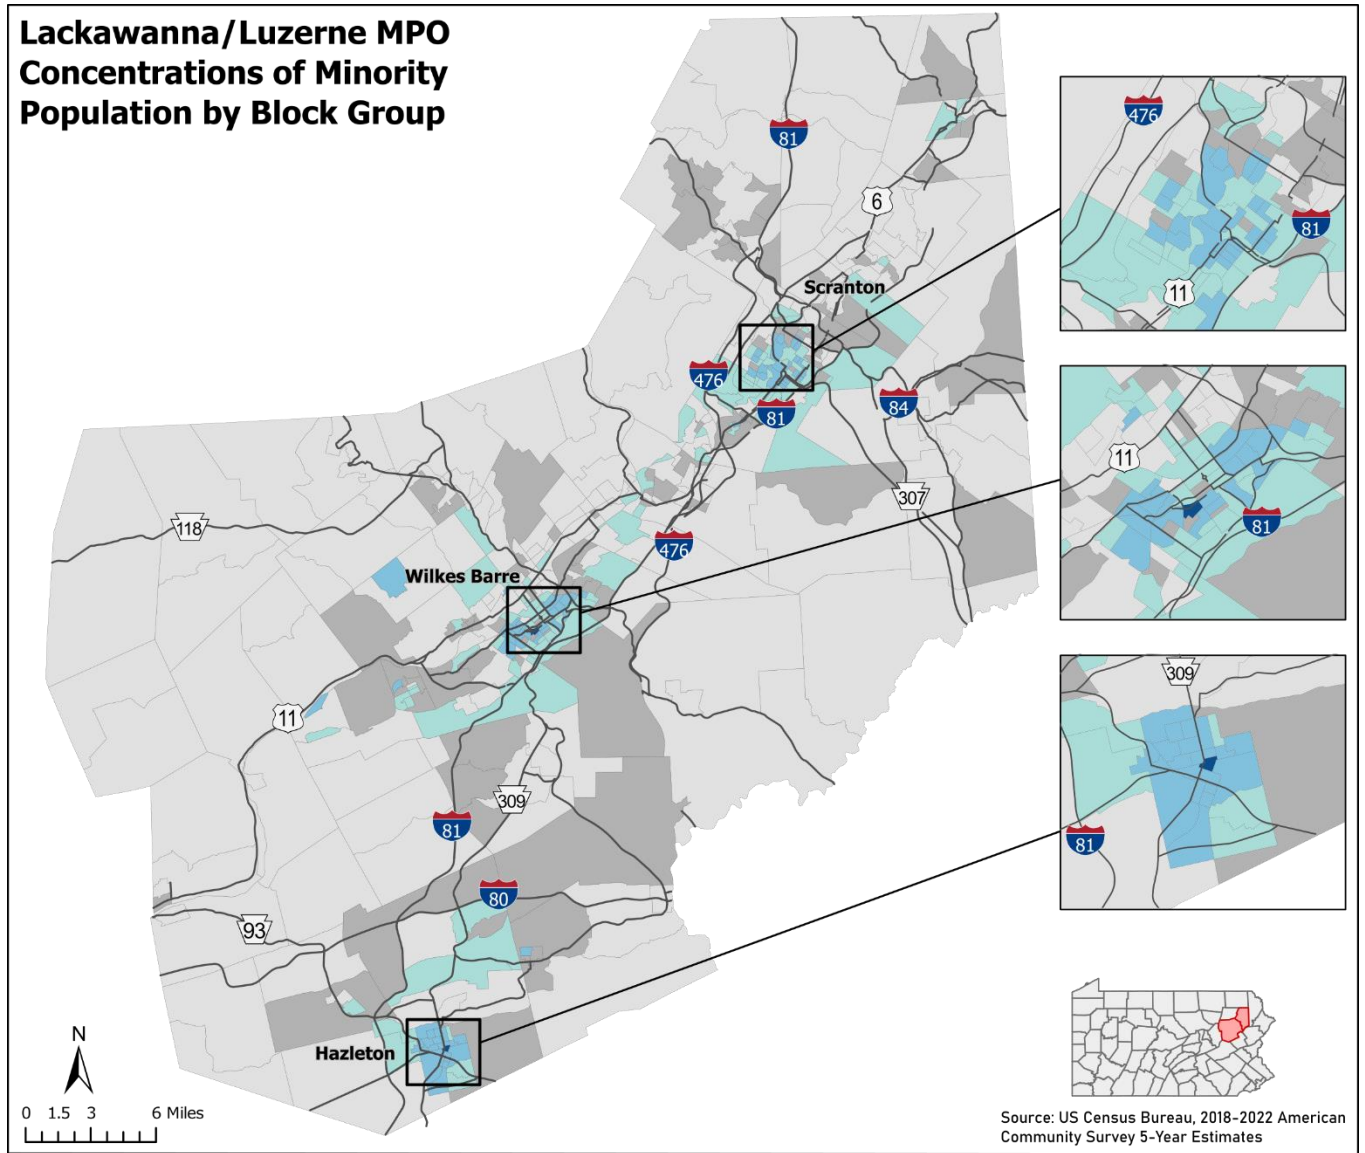 Lackawanna/Luzerne MPO
Concentrations of Minority
Population by Block Group
81
6
Scranton
476
81
84
307
118
476
Wilkes Barre
11
309
81
80
93
Hazleton
476
81
11
11
81
309
81
N
0 1.5 3 6 Miles
Source: US Census Bureau, 2018-2022 American
Community Survey 5-Year Estimates